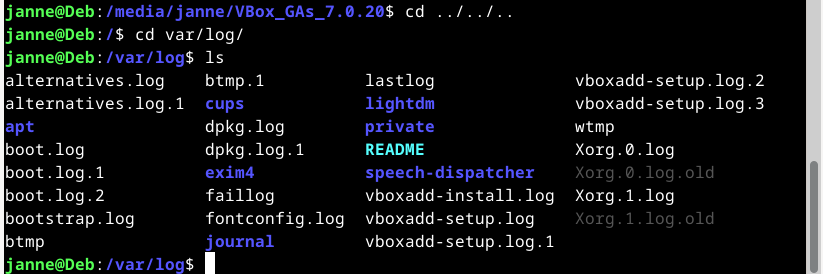 janne@Deb:/media/janne/VBox_GAs_7.0.20$ cd ../../..
janne@Deb:/$ cd var/log/
janne@Deb:/var/log$ ls
alternatives.log    btmp.1          lastlog              vboxadd-setup.log.2
alternatives.log.1  cups            lightdm              vboxadd-setup.log.3
apt                 dpkg.log        private              wtmp
boot.log            dpkg.log.1      README               Xorg.0.log
boot.log.1          exim4           speech-dispatcher    Xorg.0.log.old
boot.log.2          faillog         vboxadd-install.log  Xorg.1.log
bootstrap.log       fontconfig.log  vboxadd-setup.log    Xorg.1.log.old
btmp                journal         vboxadd-setup.log.1
janne@Deb:/var/log$